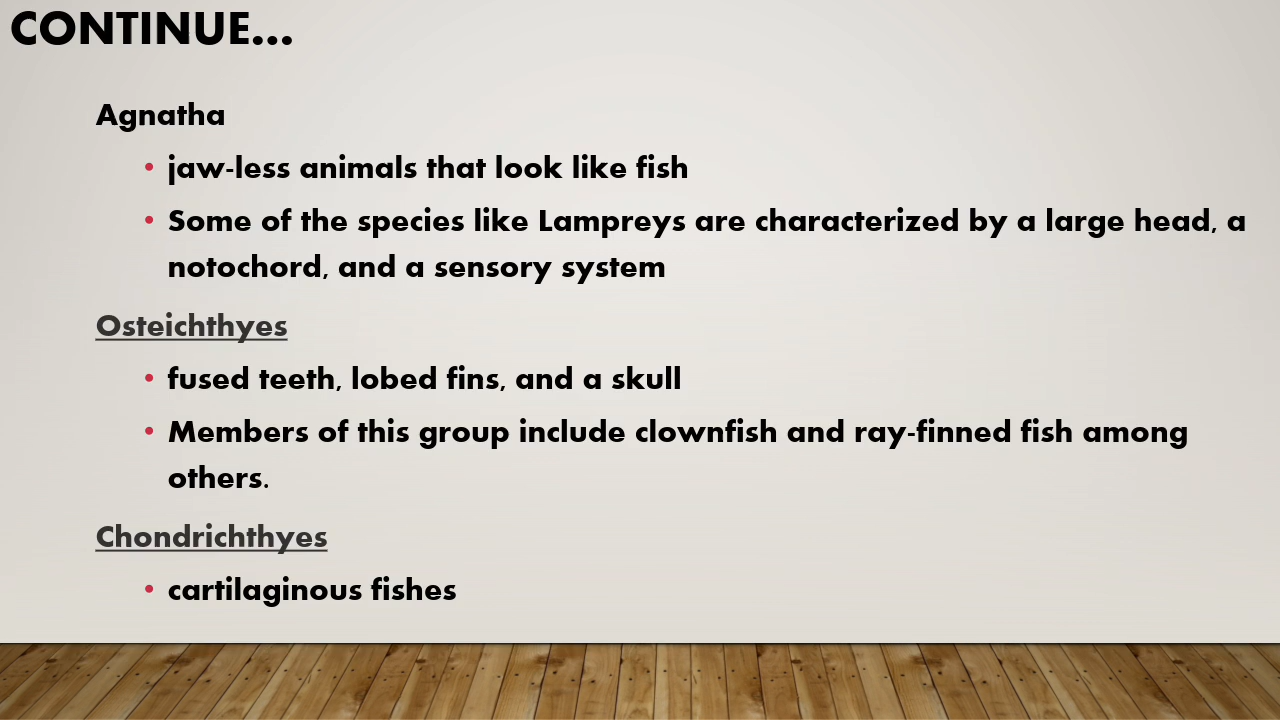 CONTINUE...
Agnatha
• jaw-less animals that look like fish
• Some of the species like Lampreys are characterized by a large head, a
notochord, and a sensory system
Osteichthyes
• fused teeth, lobed fins, and a skull
• Members of this group include clownfish and ray-finned fish among
others.
Chondrichthyes
• cartilaginous fishes